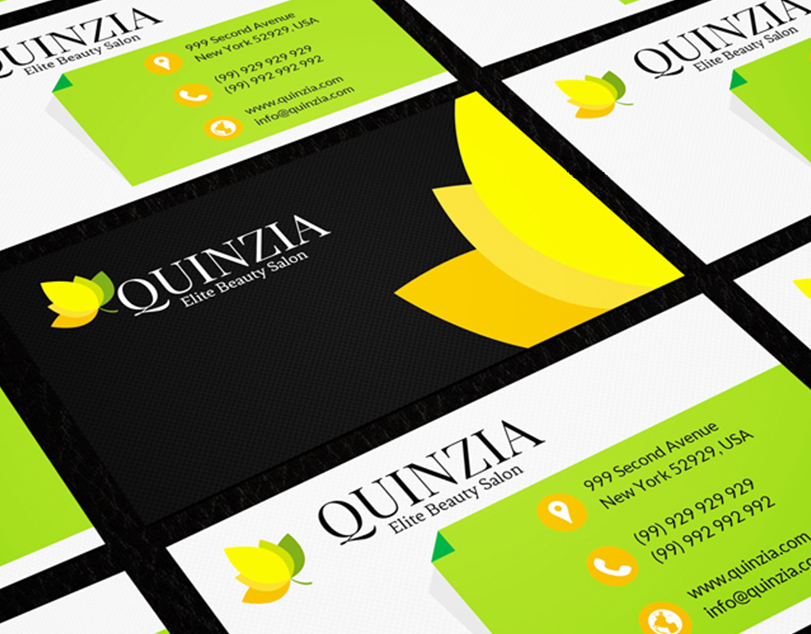 QUINZIA
Elite Beauty Salon
999 Second Avenue
New York 52929, USA
(99) 929 929 929
(99) 992 992 992
www.quinzia.com
info@quinzia.com
QUINZIA
Elite Beauty Salon
QUINZIA
Elite Beauty Salon
QUINZIA
Elite Beauty Salon
999 Second Avenue
New York 52929, USA
(99) 929 929 929
(99) 992 992 992
www.quinzia.com
info@quinzia.co